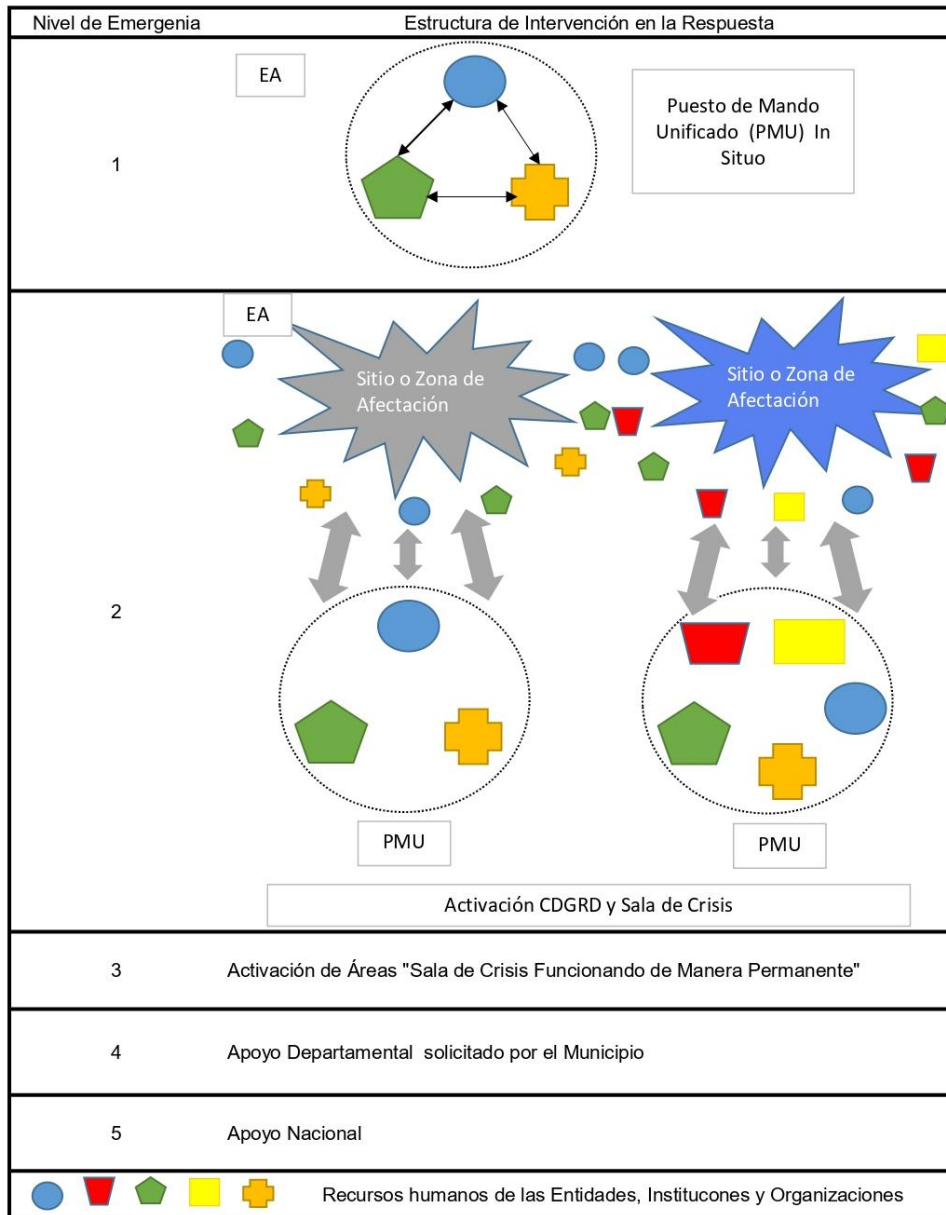 Nivel de Emergenia
Estructura de Intervención en la Respuesta
1
EA
Puesto de Mando
Unificado (PMU) In
Situo
2
EA
Sitio o Zona de
Afectación
Sitio o Zona de
Afectación
PMU
PMU
Activación CDGRD y Sala de Crisis
3
Activación de Áreas "Sala de Crisis Funcionando de Manera Permanente"
4
Apoyo Departamental solicitado por el Municipio
5
Apoyo Nacional
Recursos humanos de las Entidades, Institucones y Organizaciones